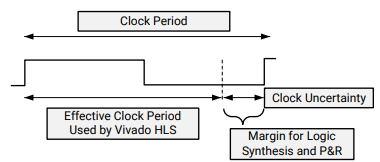 Clock Period
Clock Uncertainty
Effective Clock Period
Used by Vivado HLS
Margin for Logic
Synthesis and P&R